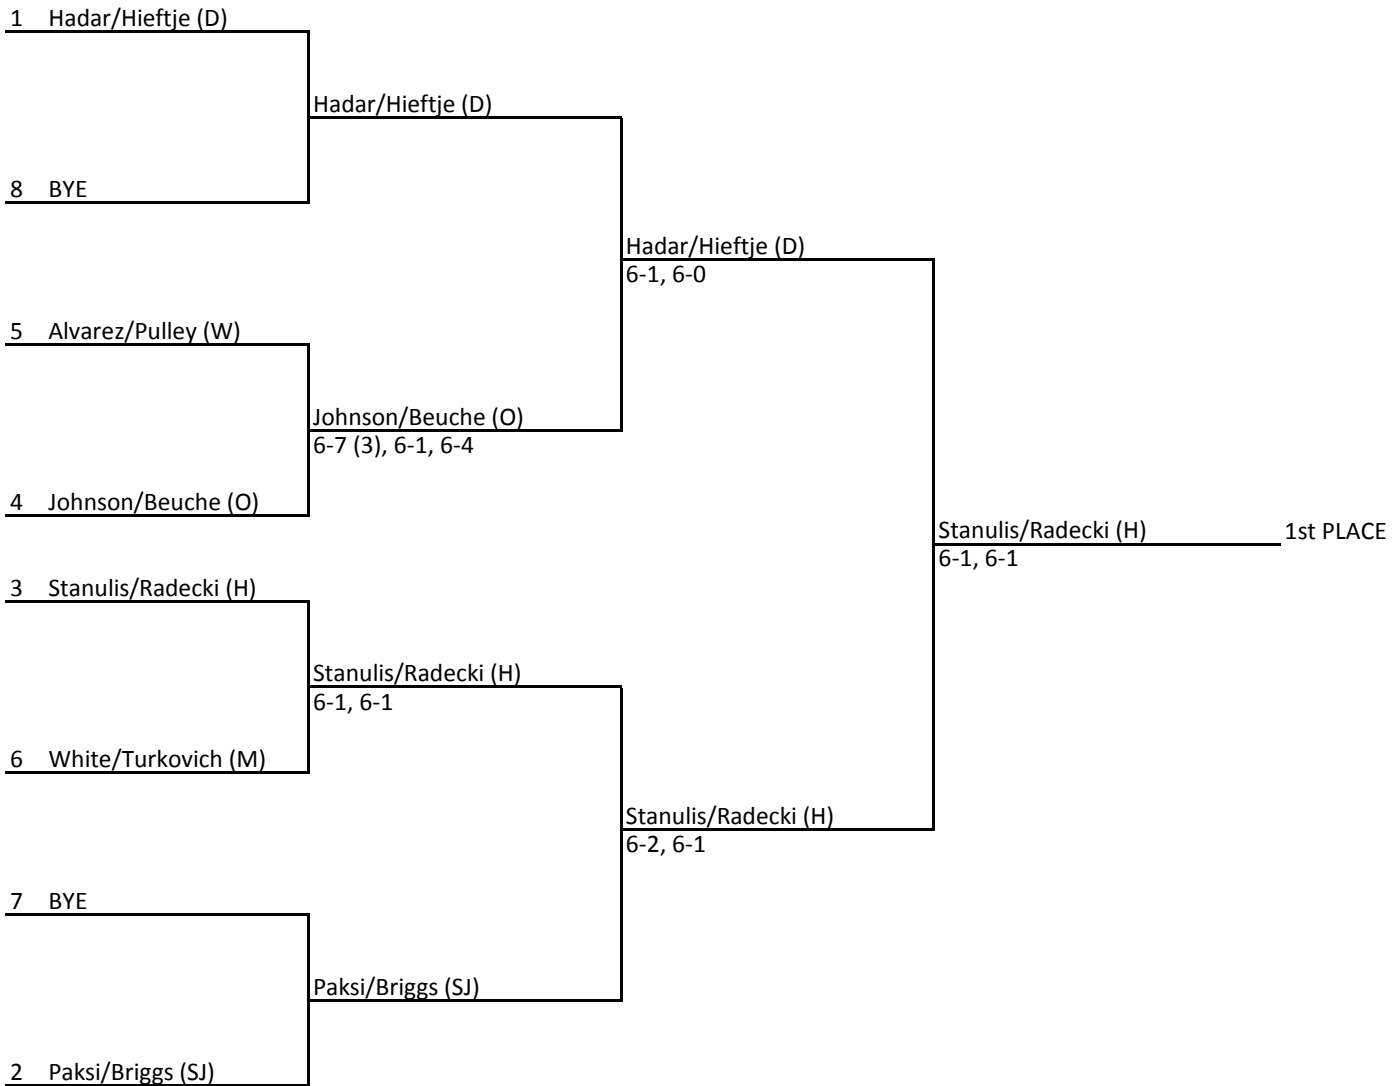 1 Hadar/Hieftje (D)
Hadar/Hieftje (D)
8 BYE
Hadar/Hieftje (D)
6-1, 6-0
5 Alvarez/Pulley (W)
Johnson/Beuche (O)
6-7 (3), 6-1, 6-4
4 Johnson/Beuche (O)
Stanulis/Radecki (H) 1st PLACE
6-1, 6-1
3 Stanulis/Radecki (H)
Stanulis/Radecki (H)
6-1, 6-1
6 White/Turkovich (M)
Stanulis/Radecki (H)
6-2, 6-1
7 BYE
Paksi/Briggs (SJ)
2 Paksi/Briggs (SJ)